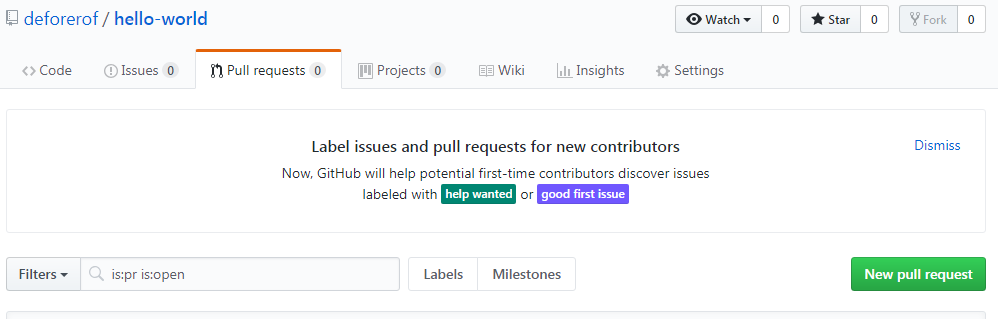 deforerof / hello-world Watch 0 Star 0 Fork 0
Code Issues 0 Pull requests 0 Projects 0 Wiki Insights Settings
Label issues and pull requests for new contributors Dismiss
Now, GitHub will help potential first-time contributors discover issues
labeled with help wanted or good first issue
Filters is:pr is:open Labels Milestones New pull request